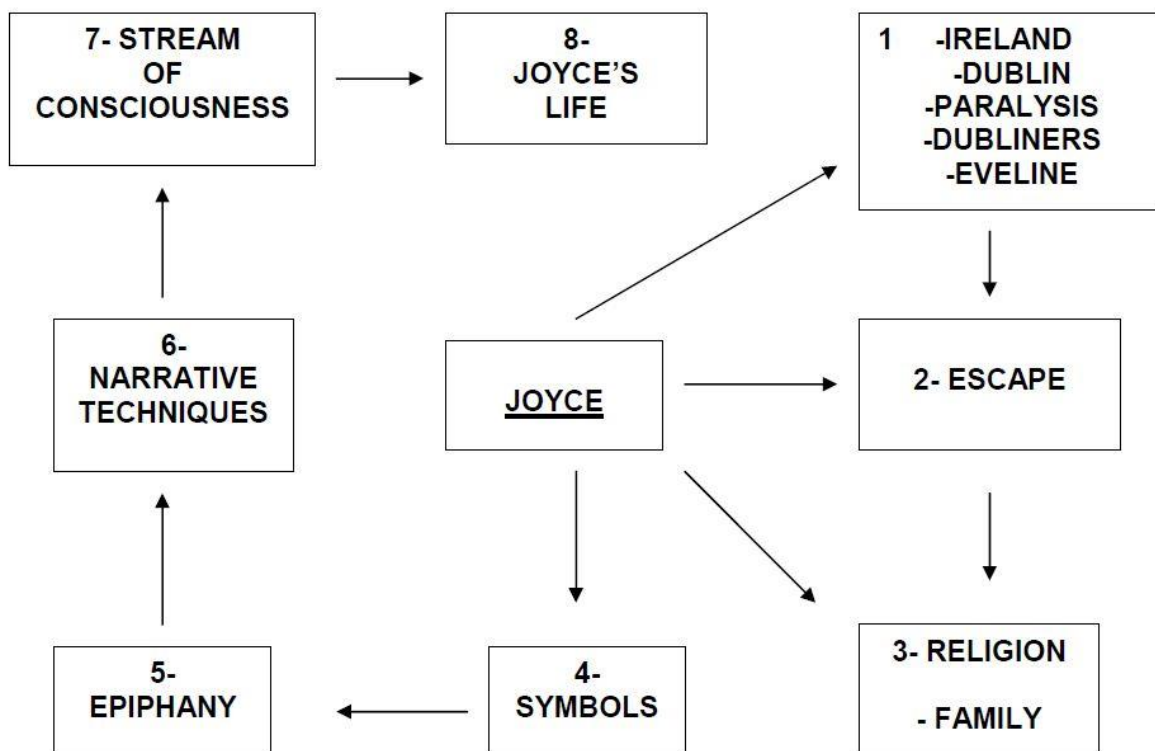 7- STREAM
OF
CONSCIOUSNESS
8-
JOYCE'S
LIFE
1 -IRELAND
-DUBLIN
-PARALYSIS
-DUBLINERS
-EVELINE
6-
NARRATIVE
TECHNIQUES
JOYCE
2- ESCAPE
5-
EPIPHANY
4-
SYMBOLS
3- RELIGION
- FAMILY